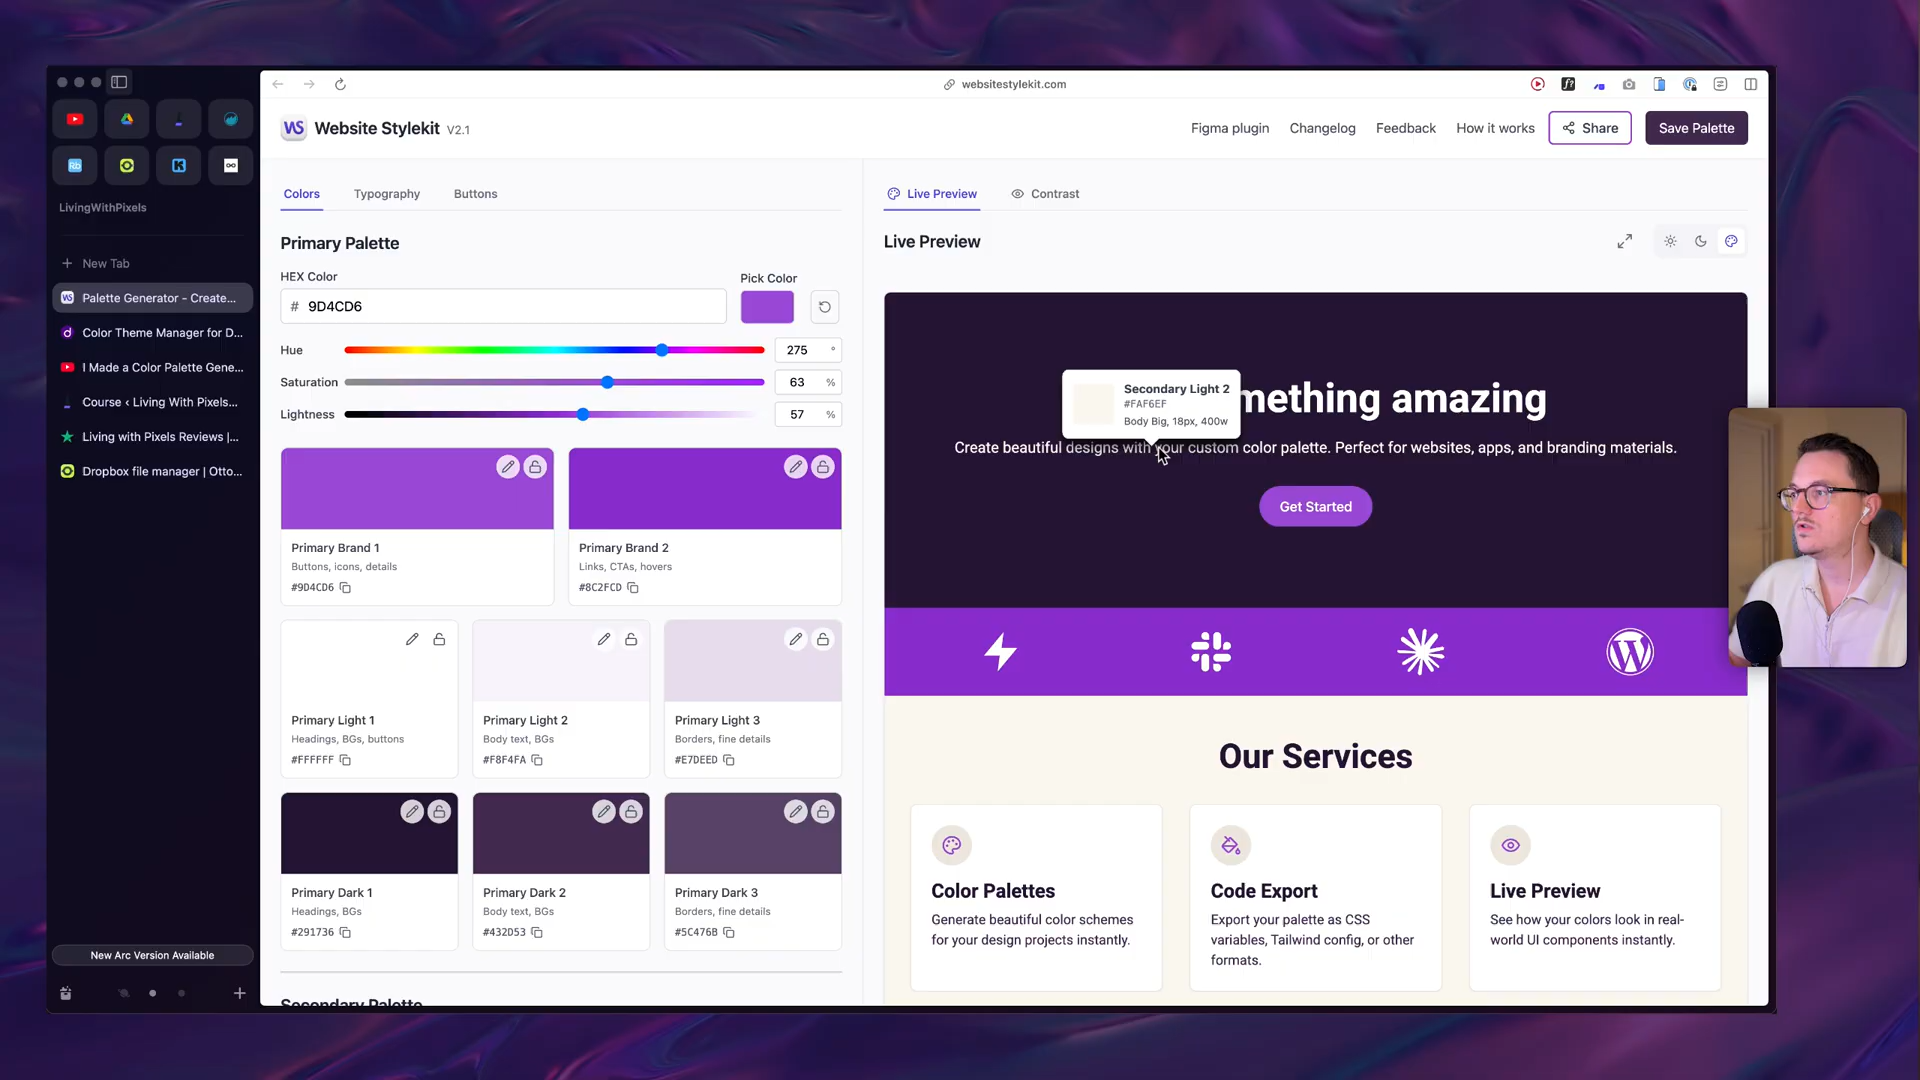 websitestylekit.com
WS Website Stylekit V2.1
Figma plugin
Changelog
Feedback
How it works
Share
Save Palette
LivingWithPixels
New Tab
Palette Generator - Create...
Color Theme Manager for D...
I Made a Color Palette Gene...
Course ‹ Living With Pixels...
Living with Pixels Reviews |...
Dropbox file manager | Otto...
New Arc Version Available
Colors
Typography
Buttons
Primary Palette
HEX Color
Pick Color
# 9D4CD6
Hue
275 °
Saturation
63 %
Lightness
57 %
Primary Brand 1
Buttons, icons, details
#9D4CD6
Primary Brand 2
Links, CTAs, hovers
#8C2FCD
Primary Light 1
Headings, BGs, buttons
#FFFFFF
Primary Light 2
Body text, BGs
#F8F4FA
Primary Light 3
Borders, fine details
#E7DEED
Primary Dark 1
Headings, BGs
#291736
Primary Dark 2
Body text, BGs
#432D53
Primary Dark 3
Borders, fine details
#5C476B
Secondary Palette
Live Preview
Contrast
Live Preview
Secondary Light 2
#FAF6EF
Body Big, 18px, 400w
mething amazing
Create beautiful designs with your custom color palette. Perfect for websites, apps, and branding materials.
Get Started
Our Services
Color Palettes
Generate beautiful color schemes
for your design projects instantly.
Code Export
Export your palette as CSS
variables, Tailwind config, or other
formats.
Live Preview
See how your colors look in real-
world UI components instantly.